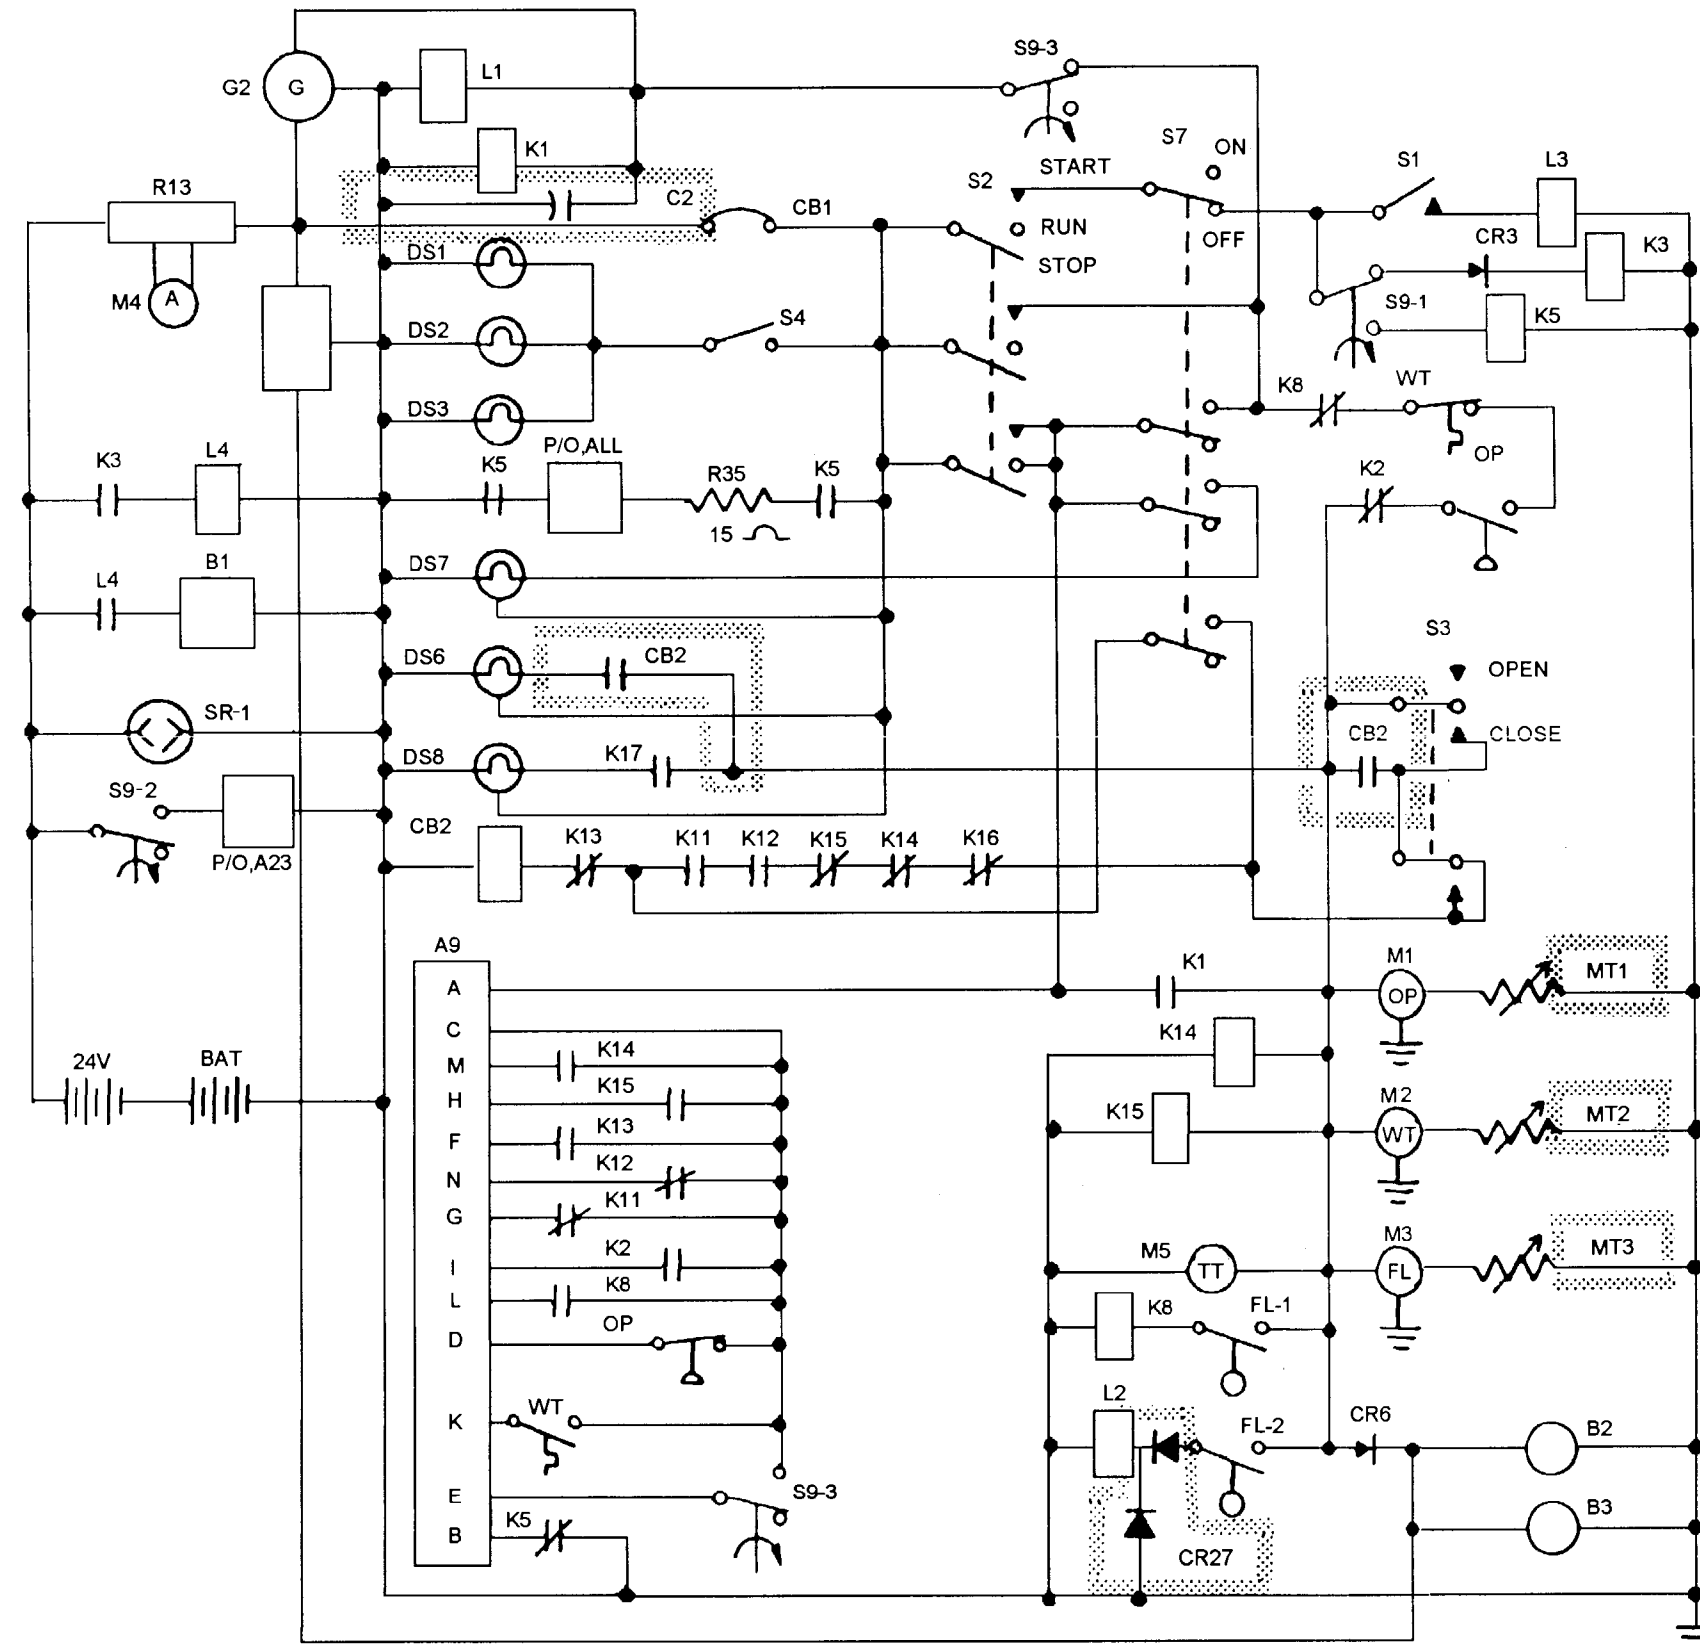 S9-3
G2
G
L1
S7
K1
START
ON
S1
L3
R13
S2
C2
CB1
RUN
OFF
STOP
CR3
K3
DS1
M4
A
S9-1
K5
DS2
S4
K8
WT
DS3
OP
K3
L4
K5
P/O,ALL
R35
K5
K2
15
L4
B1
DS7
S3
DS6
CB2
OPEN
SR-1
CB2
CLOSE
DS8
K17
S9-2
P/O,A23
CB2
K13
K11
K12
K15
K14
K16
A9
M1
K1
MT1
A
OP
C
K14
K14
24V
BAT
M
K15
H
M2
K15
MT2
K13
F
WT
K12
N
K11
G
M3
K2
M5
MT3
I
TT
FL
K8
L
K8
FL-1
OP
D
L2
WT
FL-2
CR6
K
B2
E
S9-3
B3
K5
B
CR27